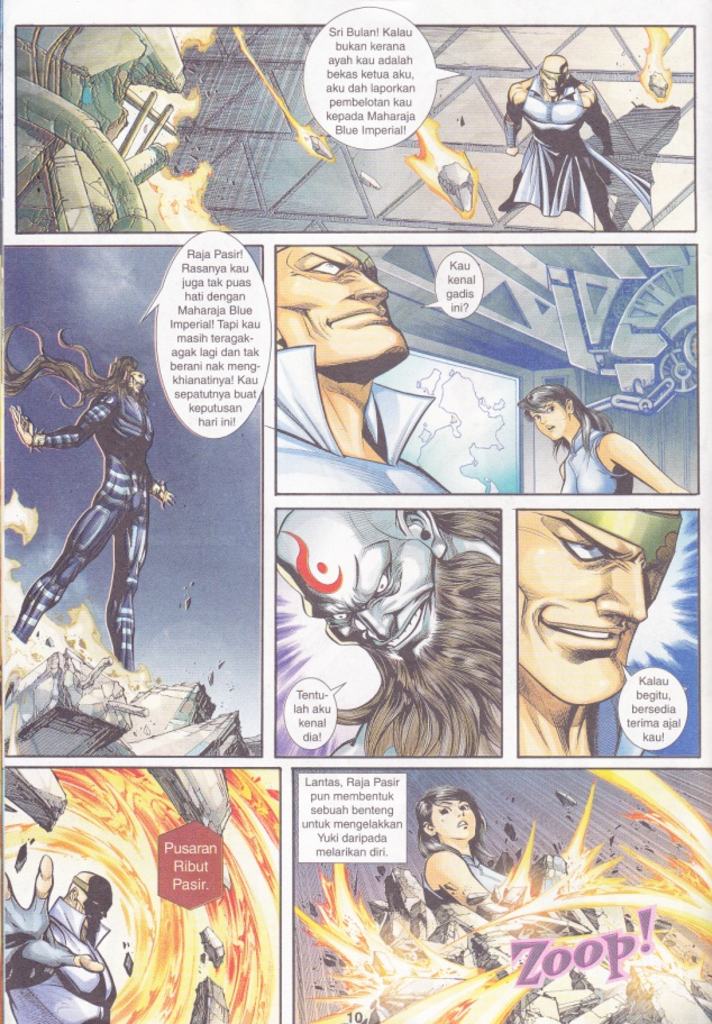 Sri Bulan! Kalau
bukan kerana
ayah kau adalah
bekas ketua aku,
aku dah laporkan
pembelotan kau
kepada Maharaja
Blue Imperial!
Raja Pasir!
Rasanya kau
juga tak puas
hati dengan
Maharaja Blue
Imperial! Tapi kau
masih teragak-
agak lagi dan tak
berani nak meng-
khianatinya! Kau
sepatutnya buat
keputusan
hari ini!
Kau
kenal
gadis
ini?
Tentu-
lah aku
kenal
dia!
Kalau
begitu,
bersedia
terima ajal
kau!
Pusaran
Ribut
Pasir.
Lantas, Raja Pasir
pun membentuk
sebuah benteng
untuk mengelakkan
Yuki daripada
melarikan diri.
Zoop!
10